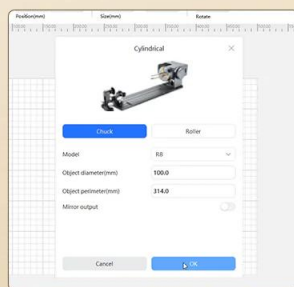 Position(mm) Size(mm) Rotate
Cylindrical
Chuck Roller
Model R8
Object diameter(mm) 100.0
Object perimeter(mm) 314.0
Mirror output
Cancel OK